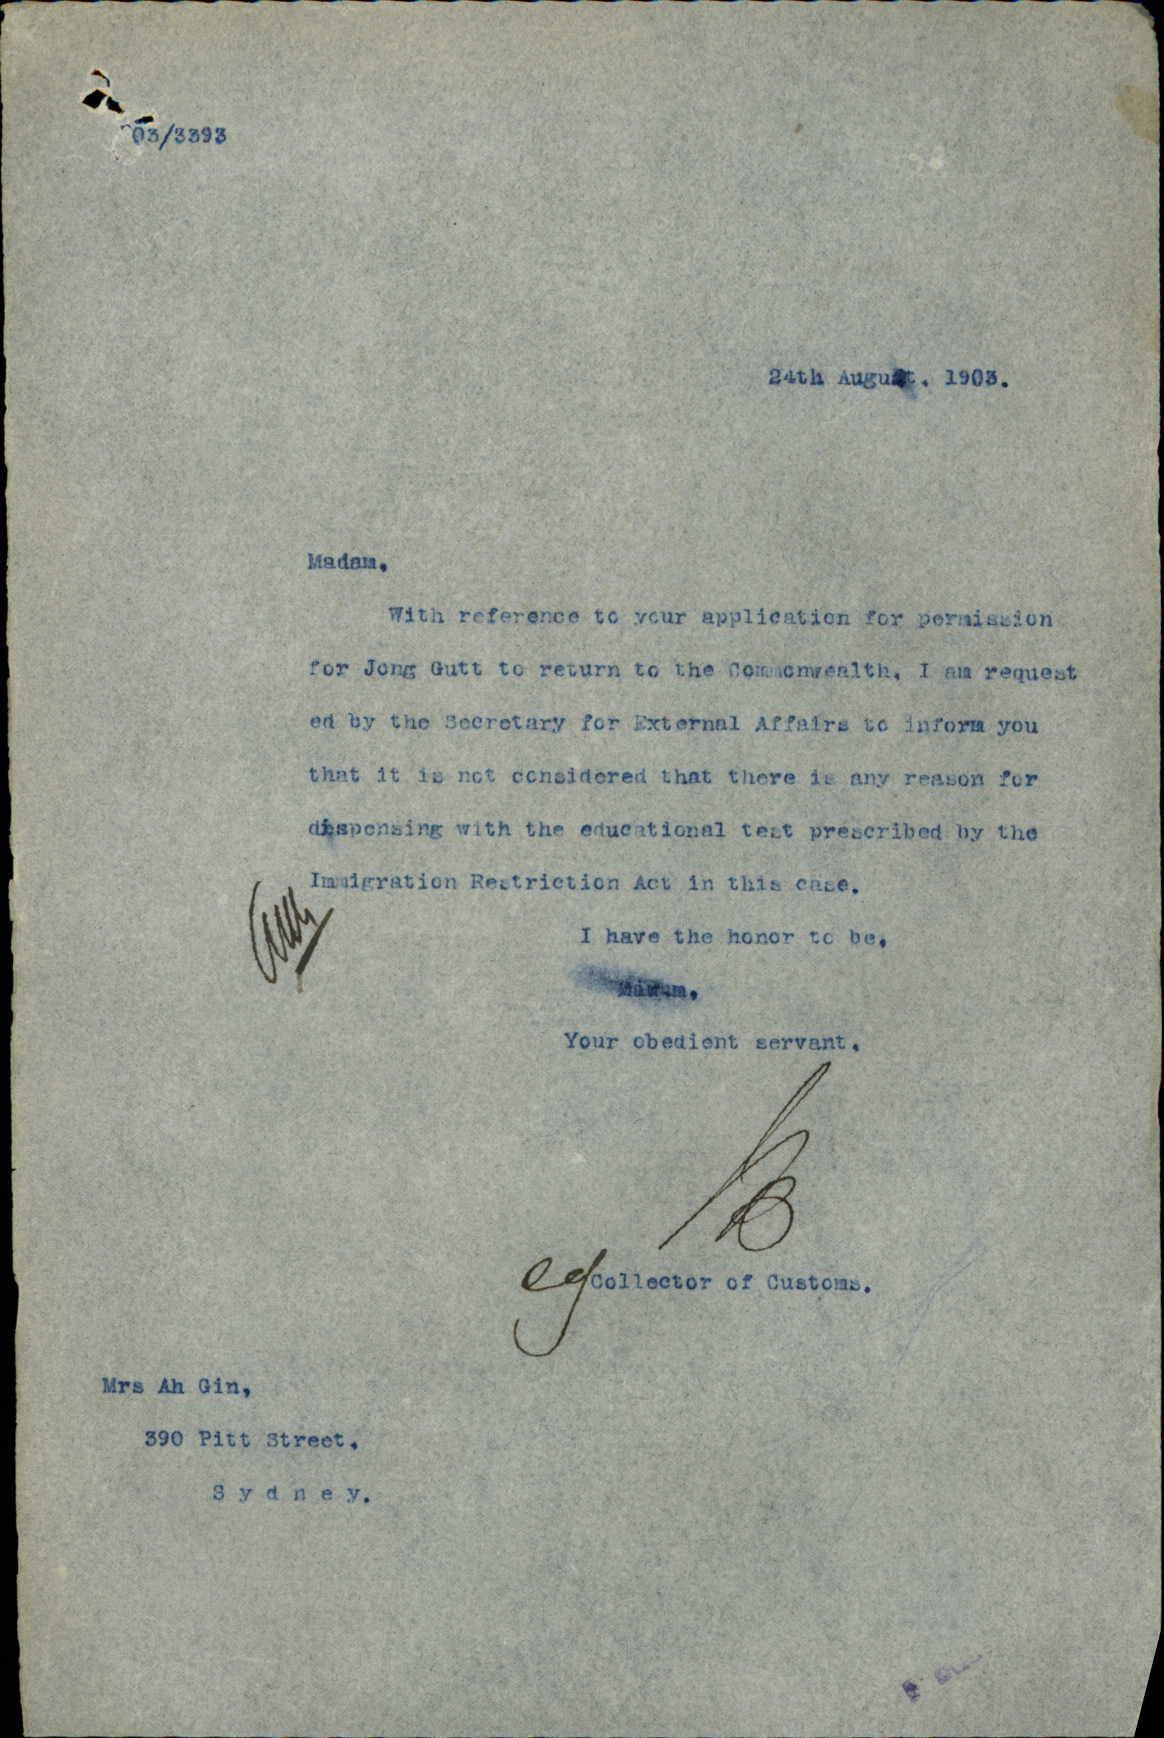 03/3393
24th August. 1903.
Madam,
With reference to your application for permission
for Jong Gutt to return to the Commonwealth, I am request
ed by the Secretary for External Affairs to inform you
that it is not considered that there is any reason for
dispensing with the educational test prescribed by the
Immigration Restriction Act in this case.
I have the honor to be,
Madam,
Your obedient servant,
Collector of Customs.
Mrs Ah Gin,
390 Pitt Street,
Sydney.